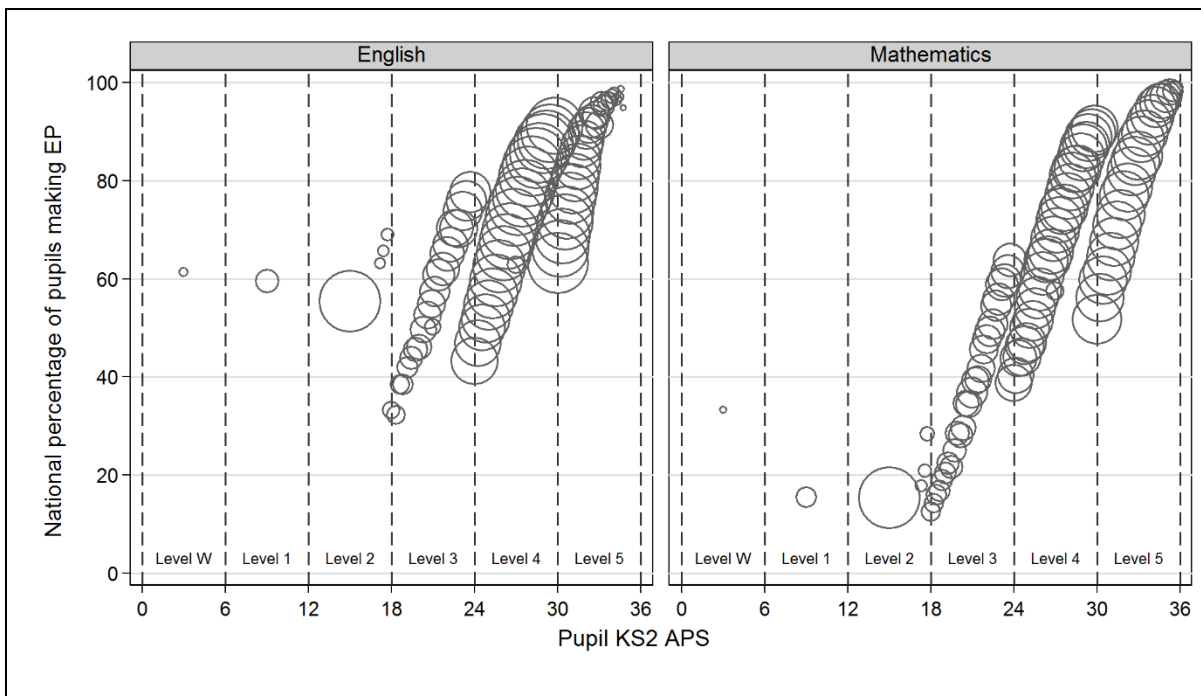 English
Mathematics
National percentage of pupils making EP
100
80
60
40
20
0
Level W Level 1 Level 2 Level 3 Level 4 Level 5
Level W Level 1 Level 2 Level 3 Level 4 Level 5
0 6 12 18 24 30 36
0 6 12 18 24 30 36
Pupil KS2 APS